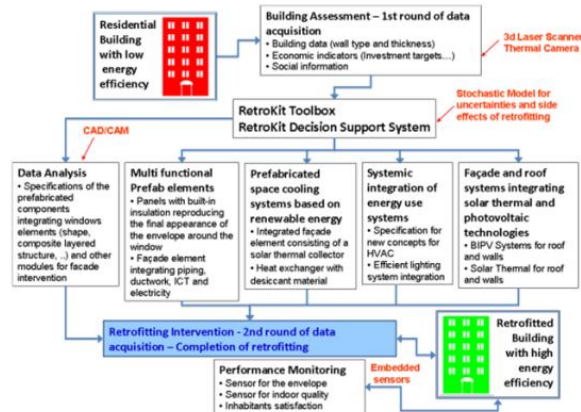 Residential
Building
with low
energy
efficiency
Building Assessment – 1st round of data
acquisition
• Building data (wall type and thickness)
• Economic indicators (Investment targets....)
• Social information
3d Laser Scanner
Thermal Camera
RetroKit Toolbox
RetroKit Decision Support System
Stochastic Model for
uncertainties and side
effects of retrofitting
CAD/CAM
Data Analysis
• Specifications of the
prefabricated
components
integrating windows
elements (shape,
composite layered
structure, ..) and other
modules for facade
intervention
Multi functional
Prefab elements
• Panels with built-in
insulation reproducing
the final appearance of
the envelope around the
window
• Façade element
integrating piping,
ductwork, ICT and
electricity
Prefabricated
space cooling
systems based on
renewable energy
• Integrated façade
element consisting of
a solar thermal
collector
• Heat exchanger with
desiccant material
Systemic
integration of
energy use
systems
• Specification for
new concepts for
HVAC
• Efficient lighting
system integration
Façade and roof
systems integrating
solar thermal and
photovoltaic
technologies
• BIPV Systems for roof
and walls
• Solar Thermal for roof
and walls
Retrofitting Intervention - 2nd round of data
acquisition – Completion of retrofitting
Retrofitted
Building
with high
energy
efficiency
Performance Monitoring
• Sensor for the envelope
• Sensor for indoor quality
• Inhabitants satisfaction
Embedded
sensors